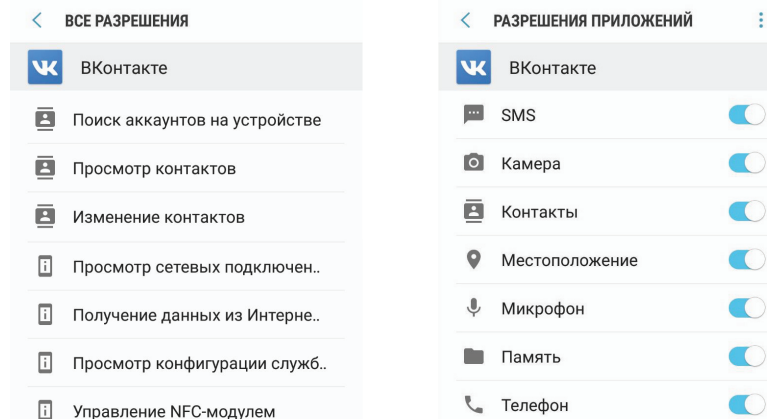 ВСЕ РАЗРЕШЕНИЯ
ВКонтакте
Поиск аккаунтов на устройстве
Просмотр контактов
Изменение контактов
Просмотр сетевых подключен..
Получение данных из Интерне..
Просмотр конфигурации служб..
Управление NFC-модулем
РАЗРЕШЕНИЯ ПРИЛОЖЕНИЙ
ВКонтакте
SMS
Камера
Контакты
Местоположение
Микрофон
Память
Телефон